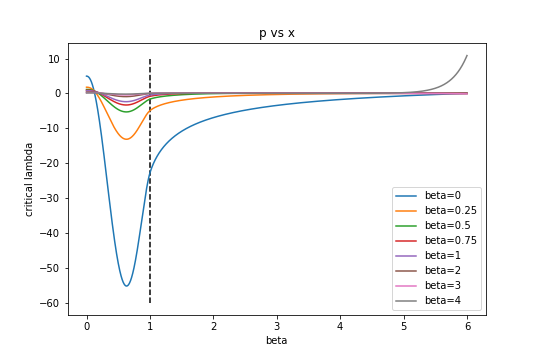 p vs x
critical lambda
10
0
−10
−20
−30
−40
−50
−60
0
1
2
3
4
5
6
beta
beta=0
beta=0.25
beta=0.5
beta=0.75
beta=1
beta=2
beta=3
beta=4